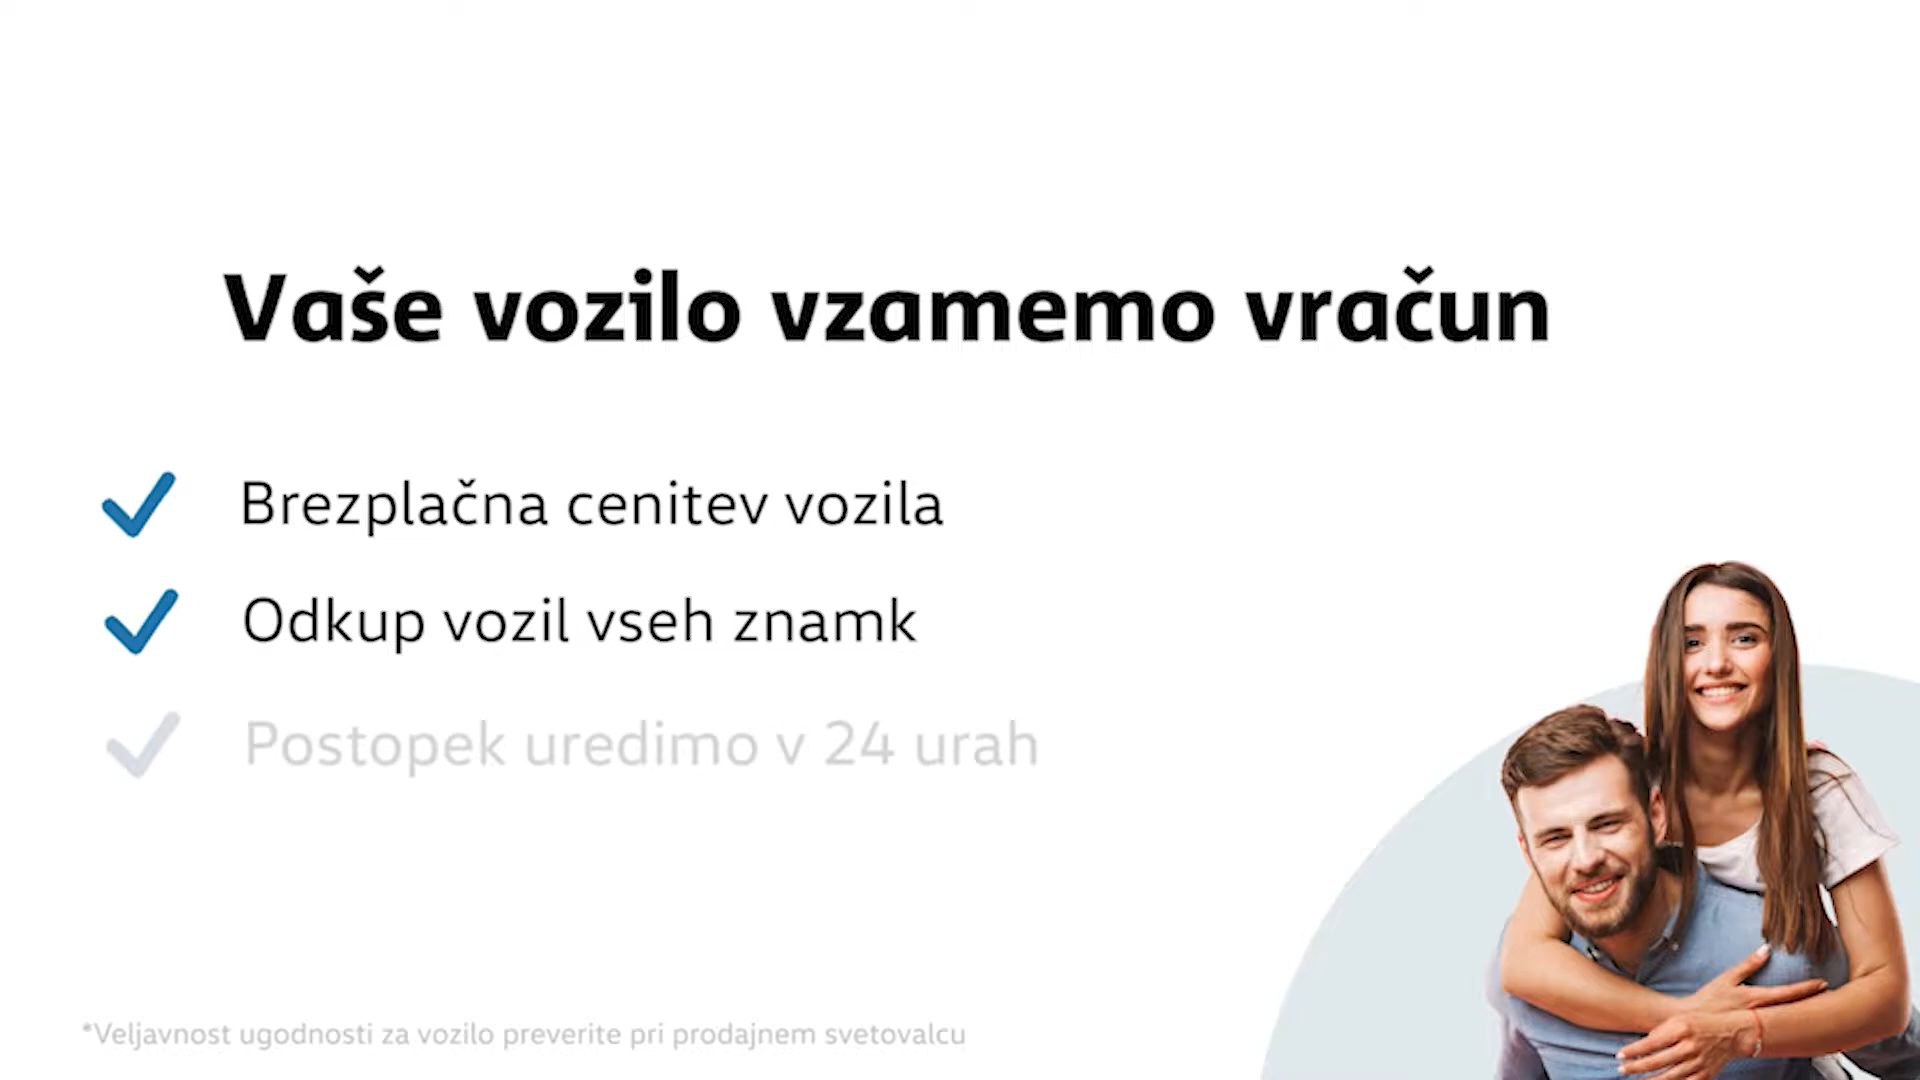 Vaše vozilo vzamemo vračun
Brezplačna cenitev vozila
Odkup vozil vseh znamk
Postopek uredimo v 24 urah
*Veljavnost ugodnosti za vozilo preverite pri prodajnem svetovalcu